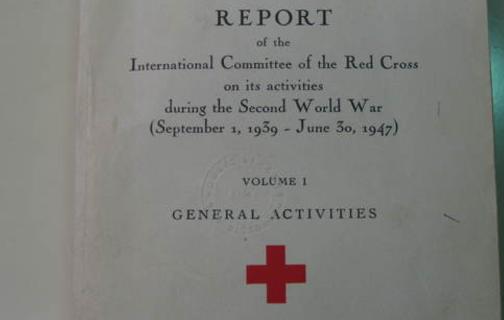 REPORT
of the
International Committee of the Red Cross
on its activities
during the Second World War
(September 1, 1939 - June 30, 1947)
VOLUME I
GENERAL ACTIVITIES